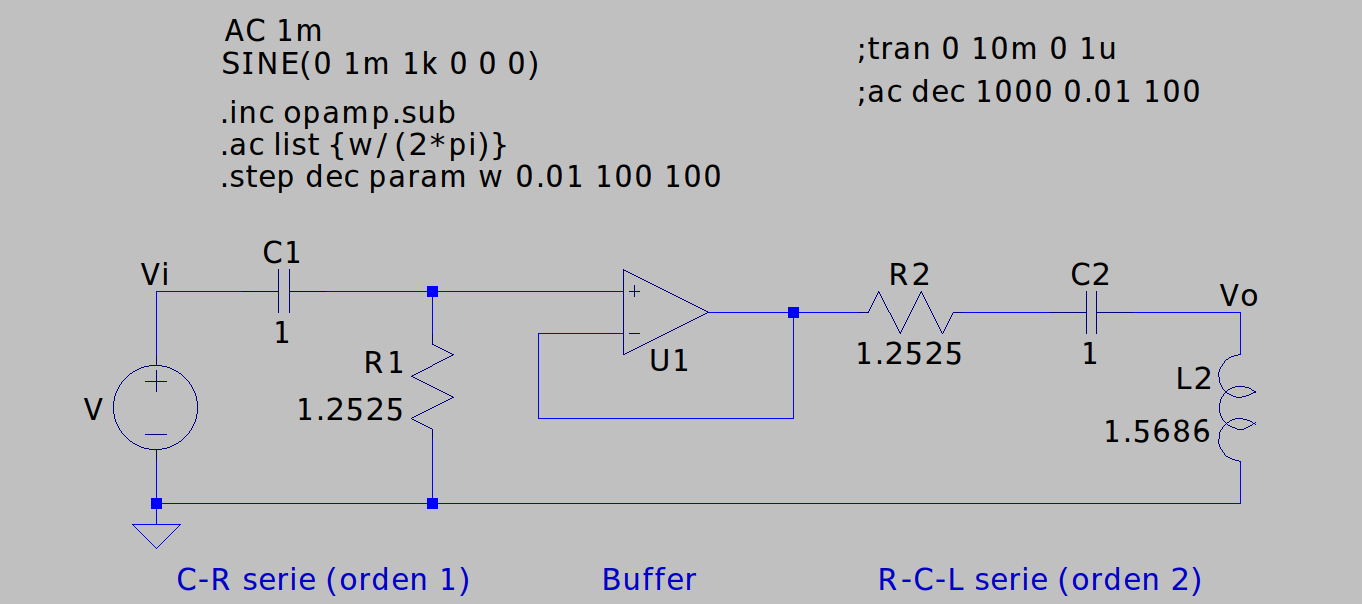 AC 1m
SINE(0 1m 1k 0 0 0)
.inc opamp.sub
.ac list {w/(2*pi)}
.step dec param w 0.01 100 100
;tran 0 10m 0 1u
;ac dec 1000 0.01 100
Vi
C1
1
V
+
−
R1
1.2525
+
−
U1
R2
1.2525
C2
1
Vo
L2
1.5686
C-R serie (orden 1)
Buffer
R-C-L serie (orden 2)